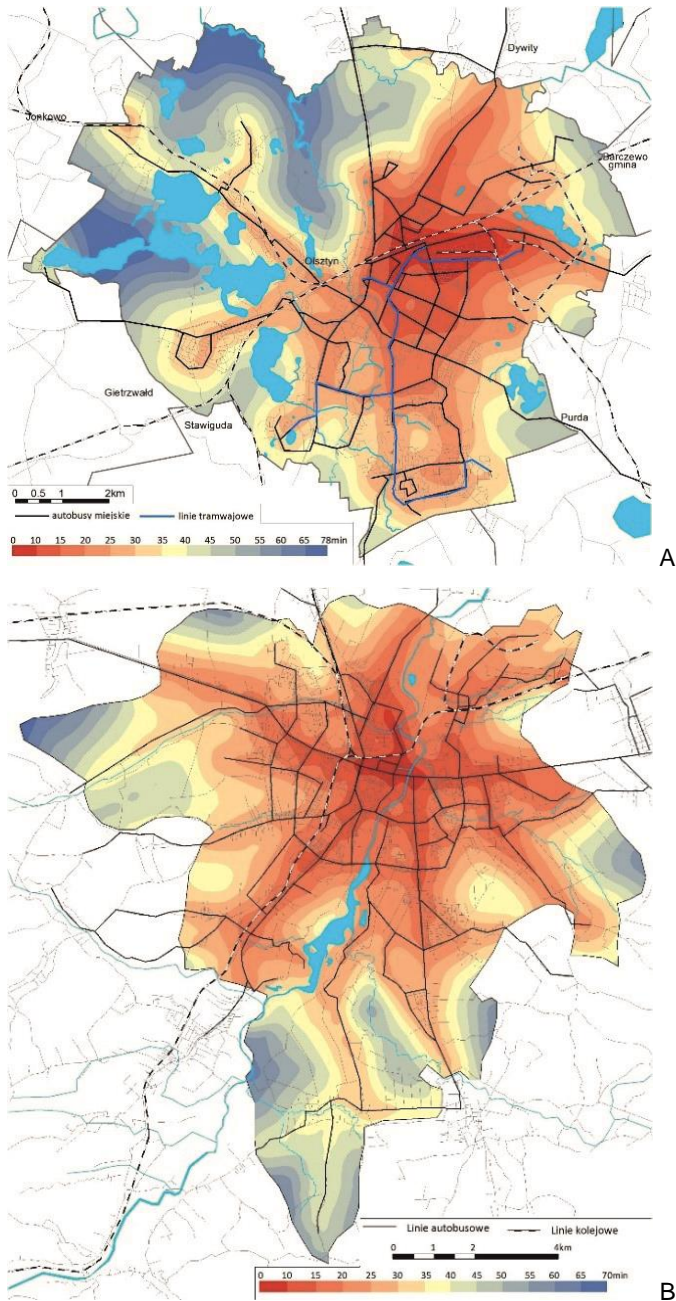 Dywity
Jonkowo
Barczewo
gmina
Olsztyn
Gietrzwałd
Stawiguda
Purda
0 0.5 1 2km
autobusy miejskie linie tramwajowe
0 10 15 20 25 30 35 40 45 50 55 60 65 78min
A
Linie autobusowe Linie kolejowe
0 1 2 4km
0 10 15 20 25 30 35 40 45 50 55 60 65 70min
B